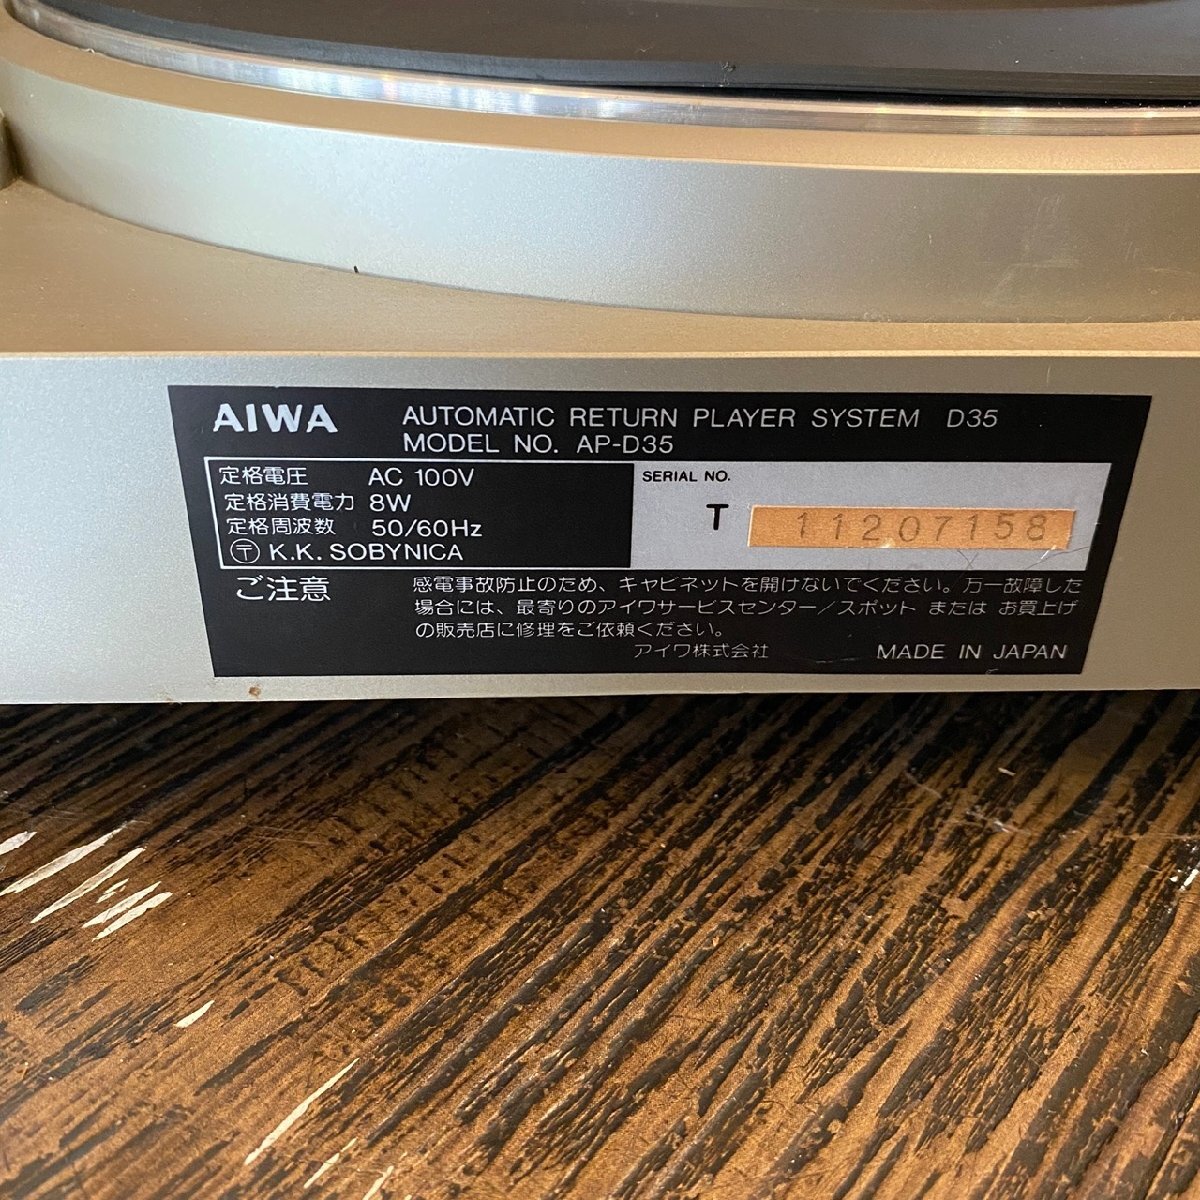 AIWA AUTOMATIC RETURN PLAYER SYSTEM D35
MODEL NO. AP-D35
定格電圧 AC 100V
定格消費電力 8W
定格周波数 50/60Hz
〶 K.K. SOBYNICA
SERIAL NO.
T 11207158
ご注意 感電事故防止のため、キャビネットを開けないでください。万一故障した
場合には、最寄りのアイワサービスセンター/スポット または お買上げ
の販売店に修理をご依頼ください。
アイワ株式会社 MADE IN JAPAN